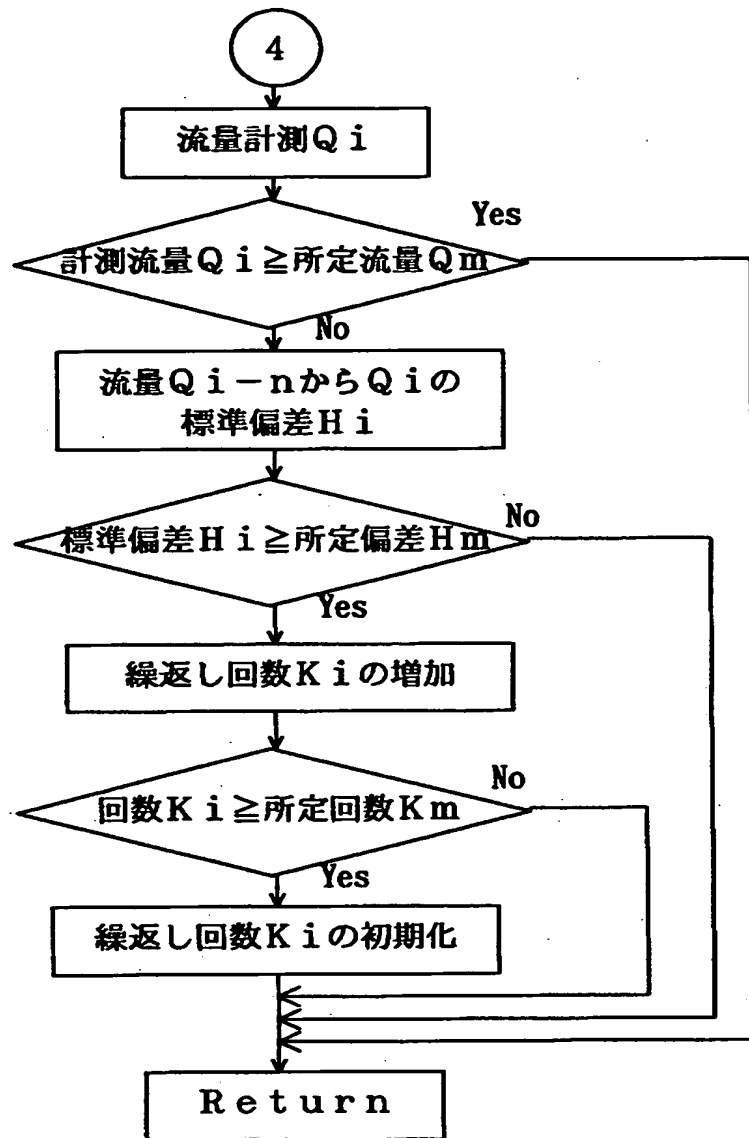 4
流量計測Ｑｉ
Yes
計測流量Ｑｉ≧所定流量Ｑｍ
No
流量Ｑｉ－ｎからＱｉの
標準偏差Ｈｉ
No
標準偏差Ｈｉ≧所定偏差Ｈｍ
Yes
繰返し回数Ｋｉの増加
No
回数Ｋｉ≧所定回数Ｋｍ
Yes
繰返し回数Ｋｉの初期化
Ｒｅｔｕｒｎ